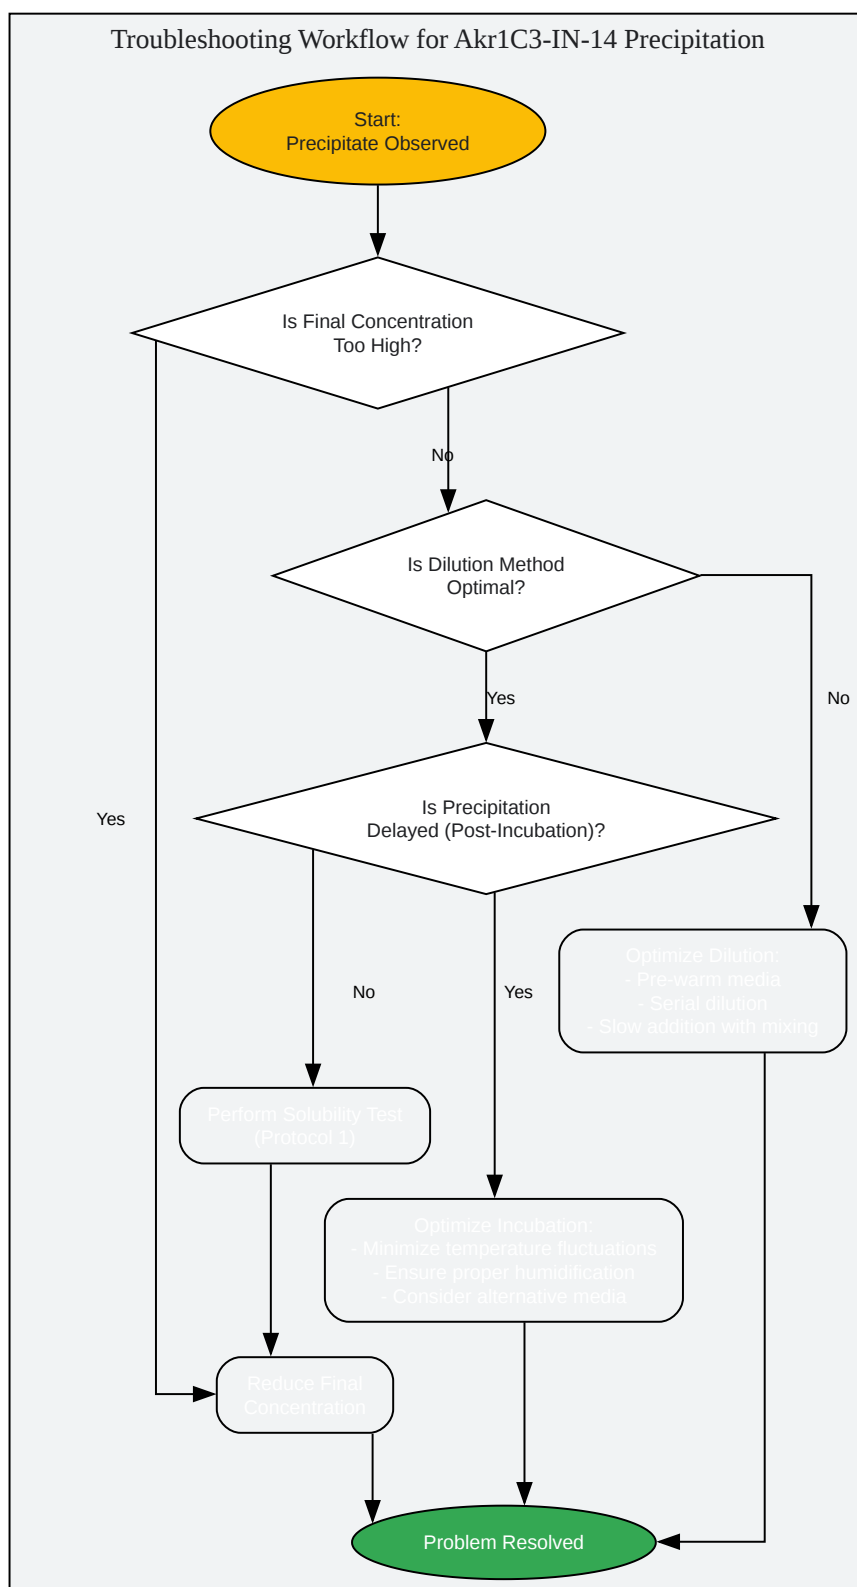 Troubleshooting Workflow for Akr1C3-IN-14 Precipitation
Start:
Precipitate Observed
Is Final Concentration
Too High?
No
Is Dilution Method
Optimal?
Yes
No
Is Precipitation
Delayed (Post-Incubation)?
Yes
Optimize Dilution:
- Pre-warm media
- Serial dilution
- Slow addition with mixing
No
Yes
Perform Solubility Test
(Protocol 1)
Optimize Incubation:
- Minimize temperature fluctuations
- Ensure proper humidification
- Consider alternative media
Reduce Final
Concentration
Problem Resolved